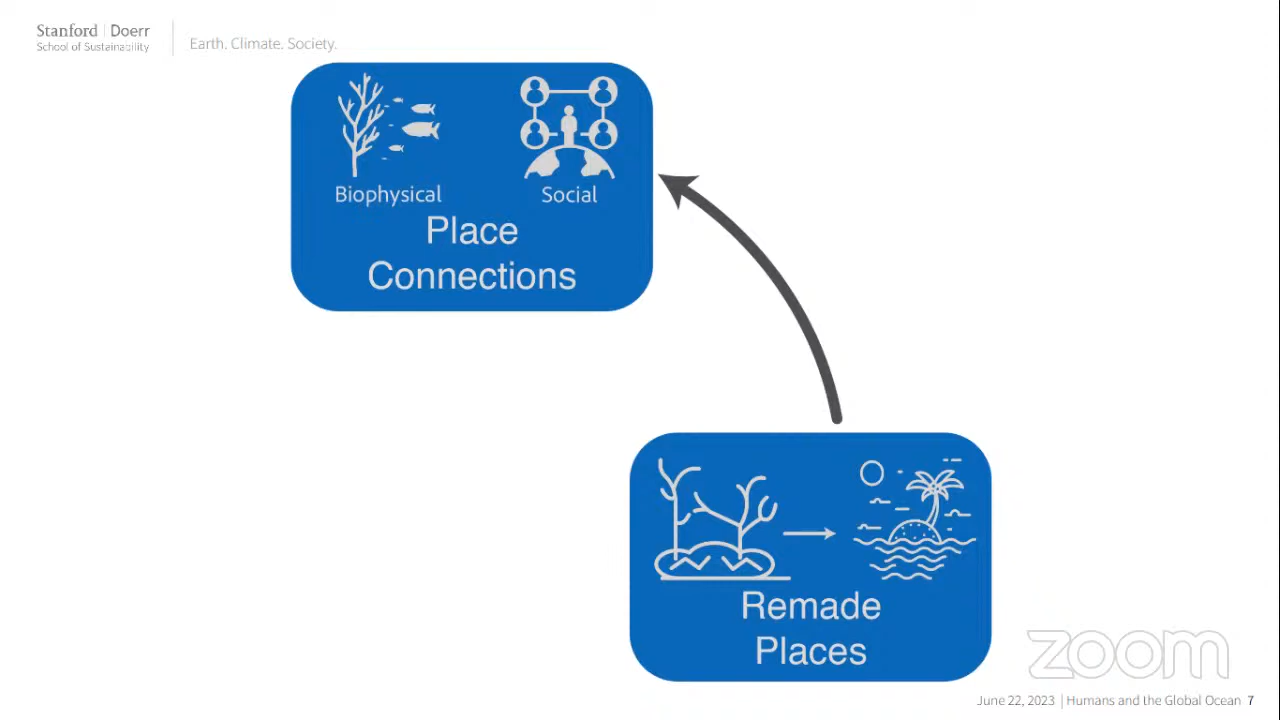 Stanford | Doerr
School of Sustainability
Earth. Climate. Society.
Biophysical
Social
Place
Connections
Remade
Places
zoom
June 22, 2023 | Humans and the Global Ocean 7